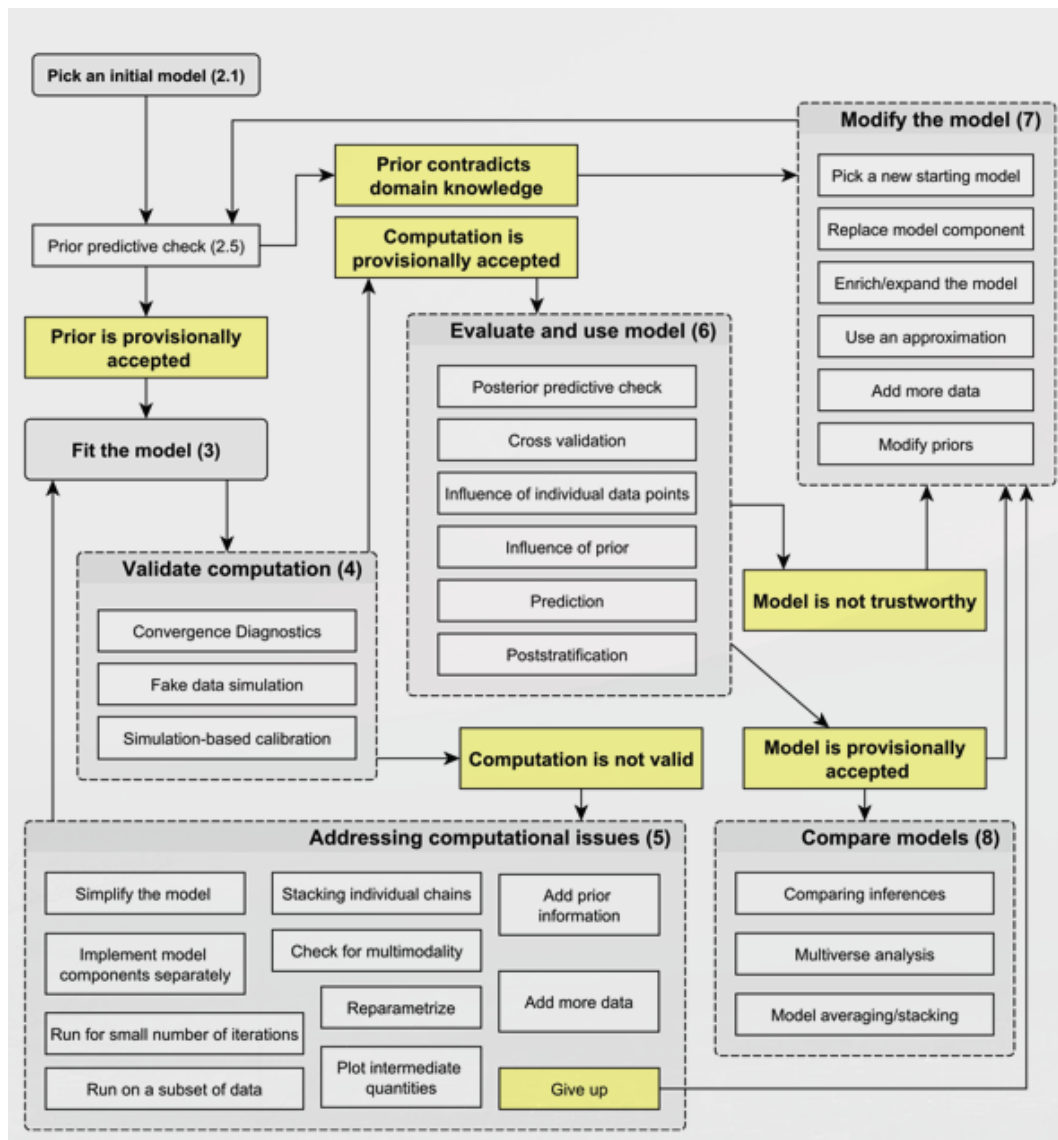 Pick an initial model (2.1)
Prior predictive check (2.5)
Prior is provisionally
accepted
Fit the model (3)
Prior contradicts
domain knowledge
Computation is
provisionally accepted
Validate computation (4)
Convergence Diagnostics
Fake data simulation
Simulation-based calibration
Evaluate and use model (6)
Posterior predictive check
Cross validation
Influence of individual data points
Influence of prior
Prediction
Poststratification
Modify the model (7)
Pick a new starting model
Replace model component
Enrich/expand the model
Use an approximation
Add more data
Modify priors
Model is not trustworthy
Computation is not valid
Model is provisionally
accepted
Addressing computational issues (5)
Simplify the model
Implement model
components separately
Run for small number of iterations
Run on a subset of data
Stacking individual chains
Check for multimodality
Reparametrize
Plot intermediate
quantities
Add prior
information
Add more data
Give up
Compare models (8)
Comparing inferences
Multiverse analysis
Model averaging/stacking